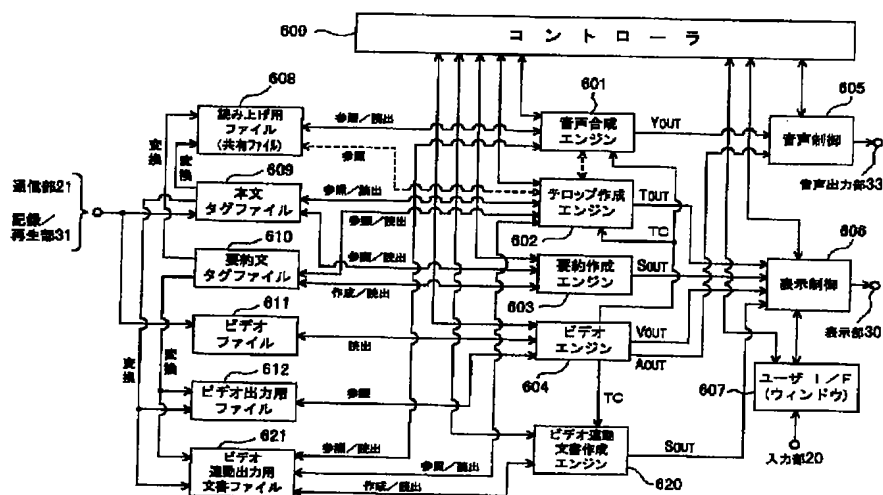 600
コントローラ
608
読み上げ用
ファイル
(共有ファイル)
参照/読出
601
音声合成
エンジン
YOUT
605
音声制御
音声出力部33
変換
変換
参照
609
本文
タグファイル
参照/読出
参照/読出
テロップ作成
エンジン
602
TOUT
TC
606
表示制御
表示部30
通信部21
記録/
再生部31
610
要約文
タグファイル
参照/読出
作成/読出
要約作成
エンジン
603
SOUT
611
ビデオ
ファイル
読出
ビデオ
エンジン
604
VOUT
AOUT
607
ユーザI/F
(ウィンドウ)
入力部20
変換
変換
612
ビデオ出力用
ファイル
参照
TC
621
ビデオ
連動出力用
文書ファイル
参照/読出
参照/読出
作成/読出
ビデオ連動
文書作成
エンジン
620
SOUT